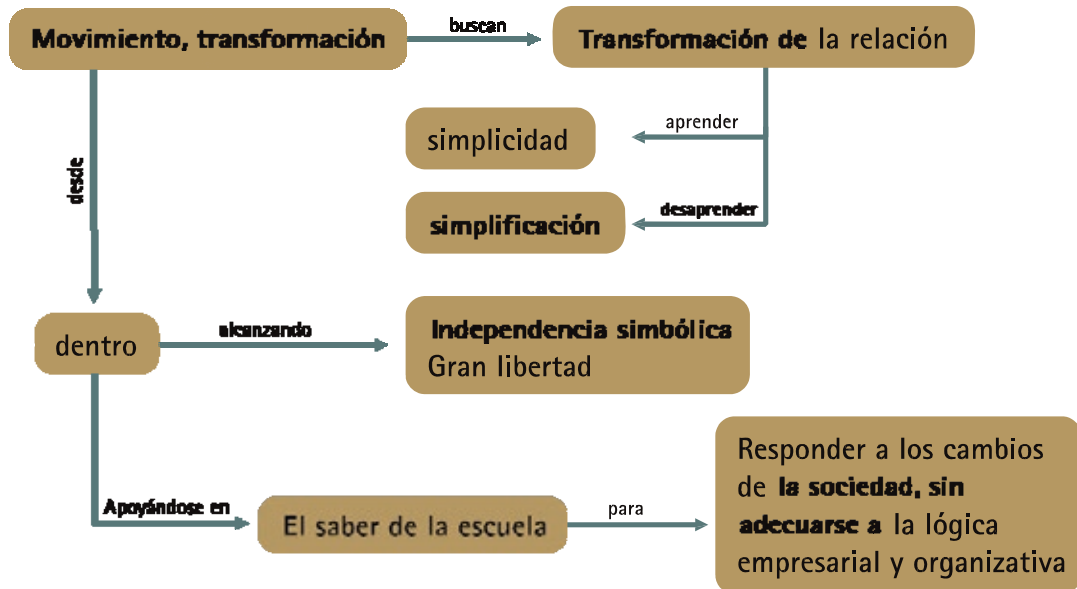 Movimiento, transformación
buscan
Transformación de la relación
aprender
simplicidad
desaprender
simplificación
desde
dentro
alcanzando
Independencia simbólica
Gran libertad
Apoyándose en
El saber de la escuela
para
Responder a los cambios
de la sociedad, sin
adecuarse a la lógica
empresarial y organizativa